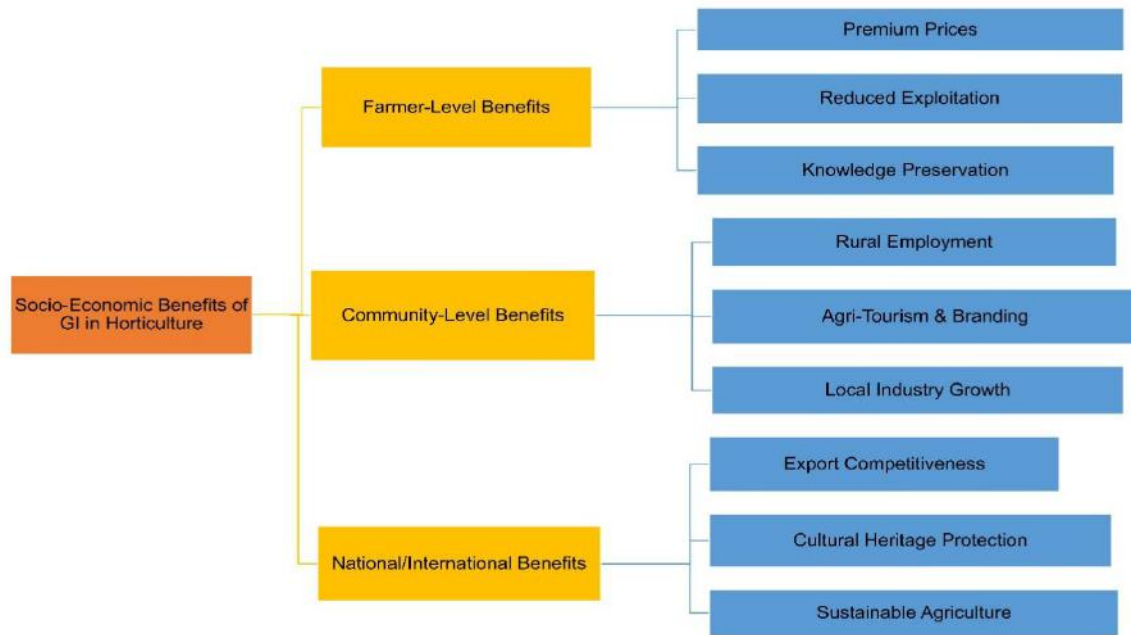 Socio-Economic Benefits of
GI in Horticulture
Farmer-Level Benefits
Premium Prices
Reduced Exploitation
Knowledge Preservation
Community-Level Benefits
Rural Employment
Agri-Tourism & Branding
Local Industry Growth
National/International Benefits
Export Competitiveness
Cultural Heritage Protection
Sustainable Agriculture